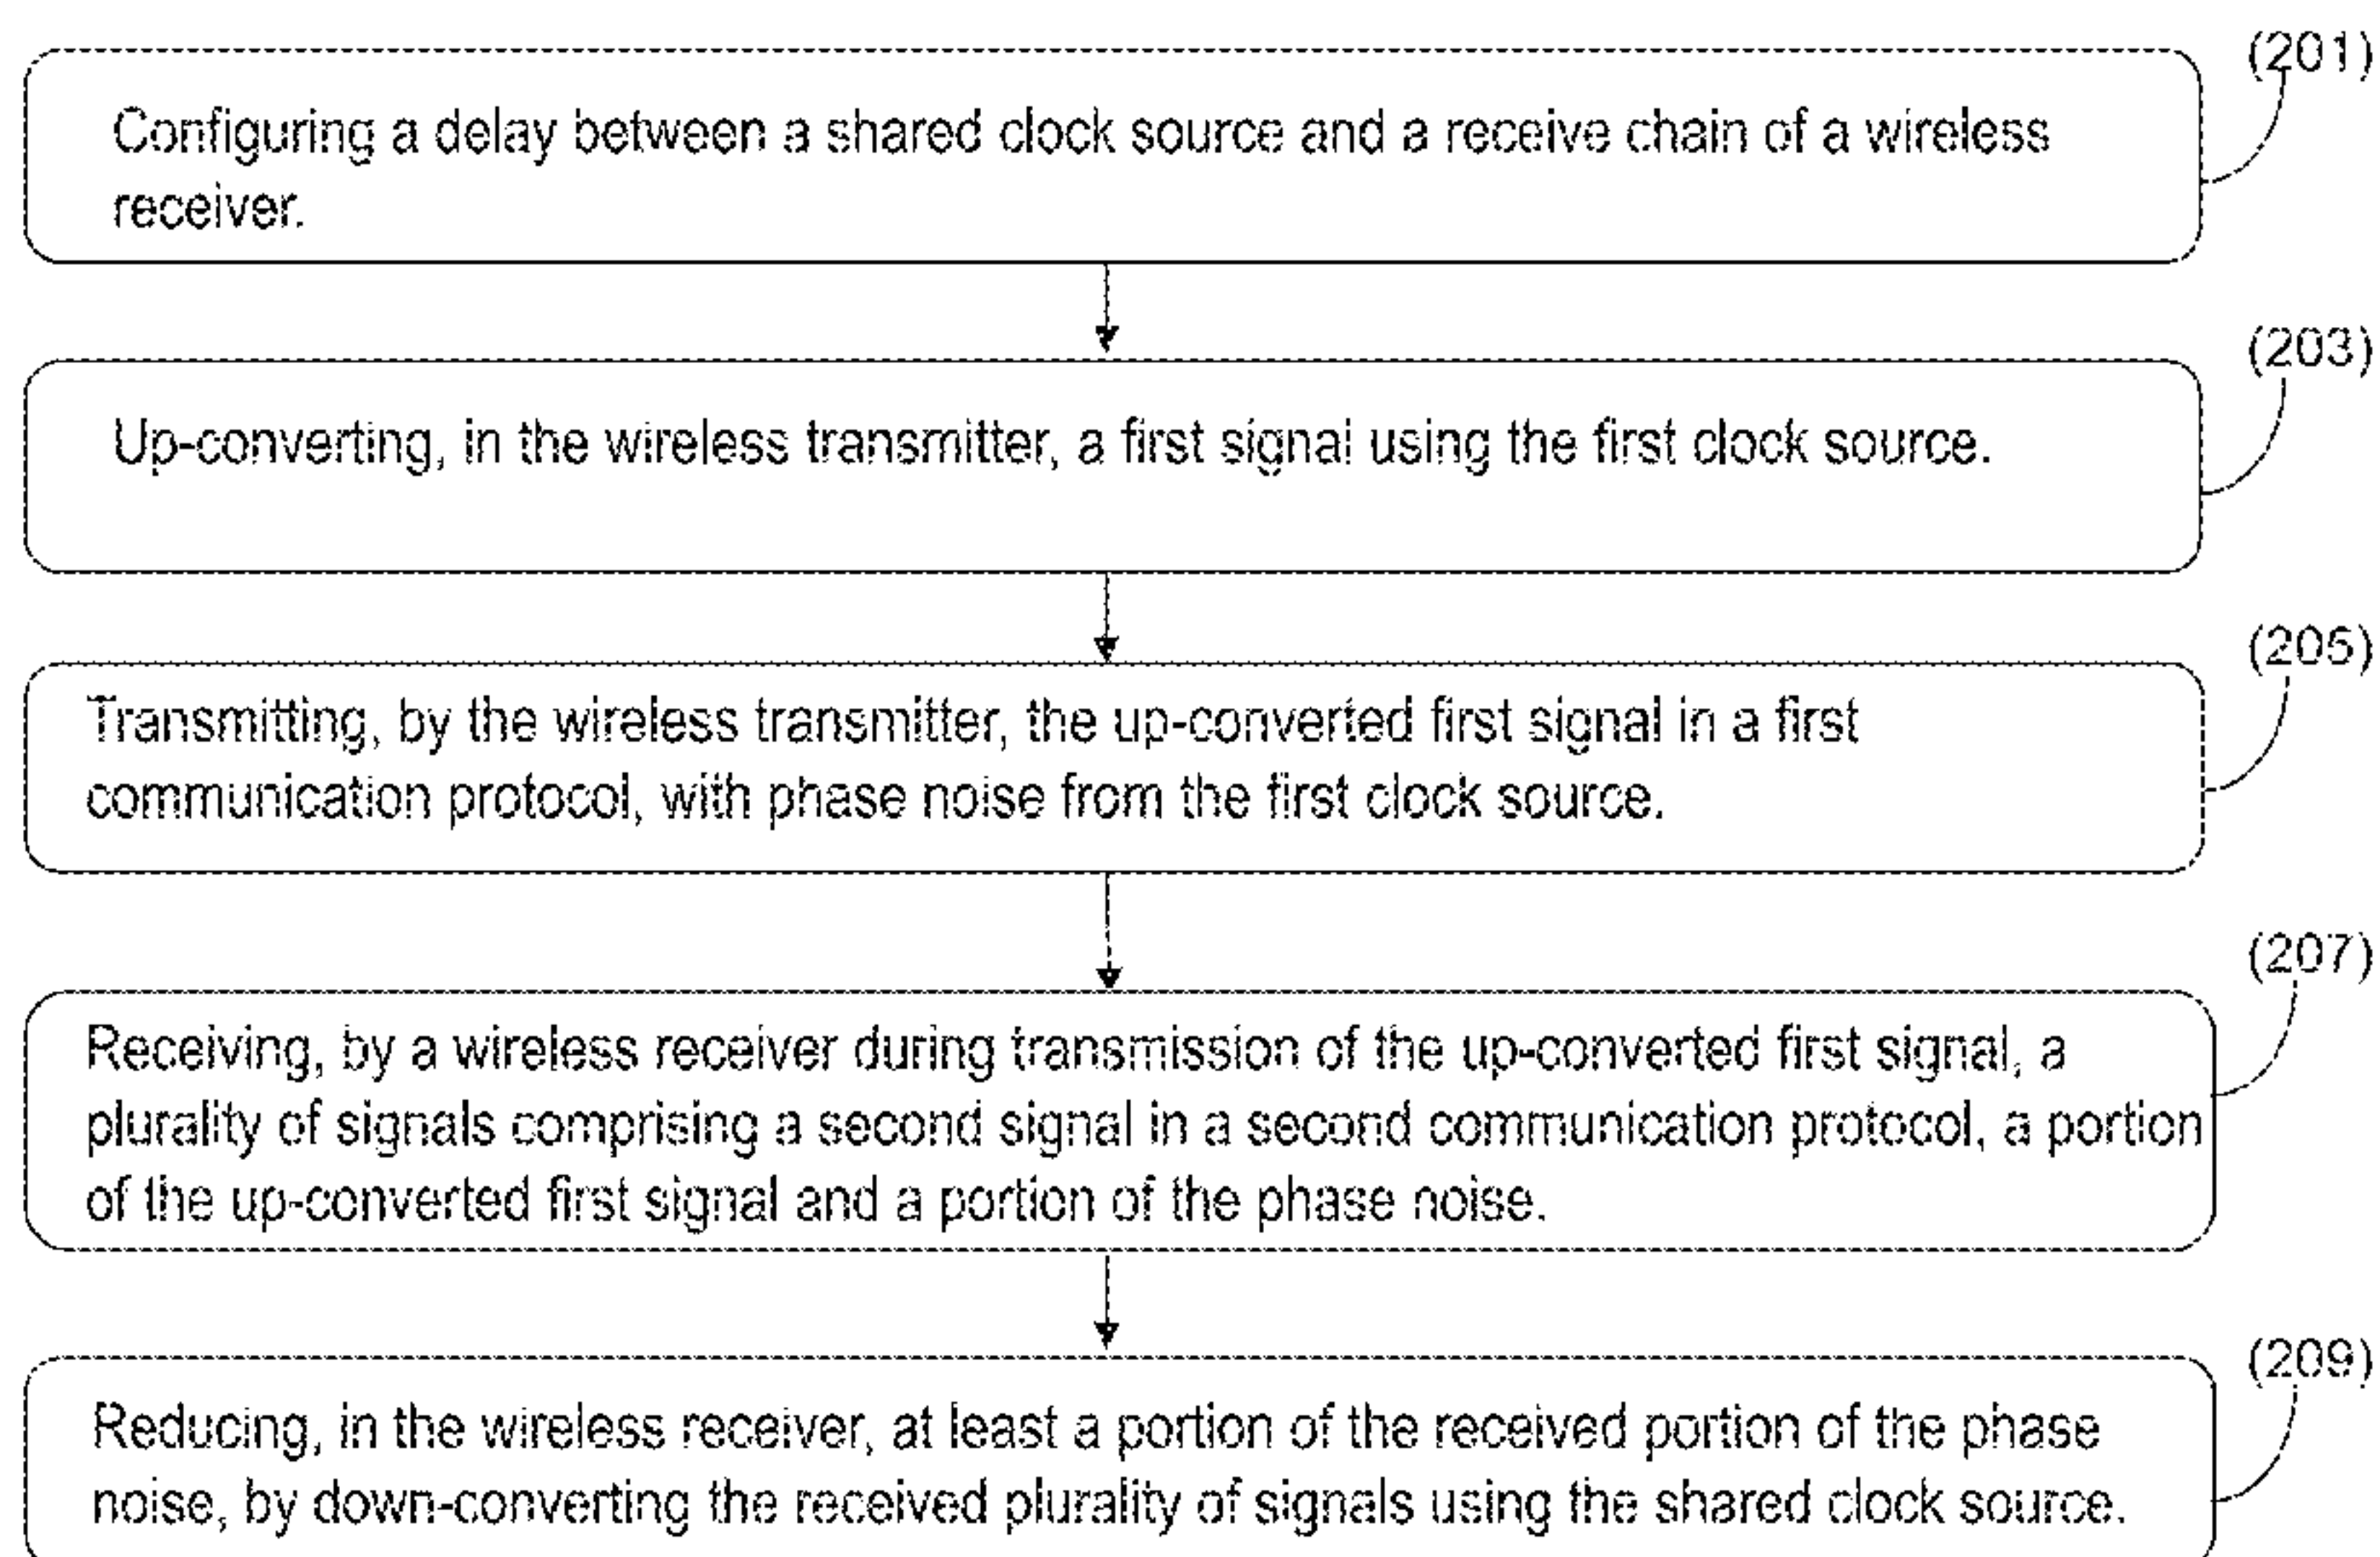 (201)
Configuring a delay between a shared clock source and a receive chain of a wireless
receiver.
(203)
Up-converting, in the wireless transmitter, a first signal using the first clock source.
(205)
Transmitting, by the wireless transmitter, the up-converted first signal in a first
communication protocol, with phase noise from the first clock source.
(207)
Receiving, by a wireless receiver during transmission of the up-converted first signal, a
plurality of signals comprising a second signal in a second communication protocol, a portion
of the up-converted first signal and a portion of the phase noise.
(209)
Reducing, in the wireless receiver, at least a portion of the received portion of the phase
noise, by down-converting the received plurality of signals using the shared clock source.